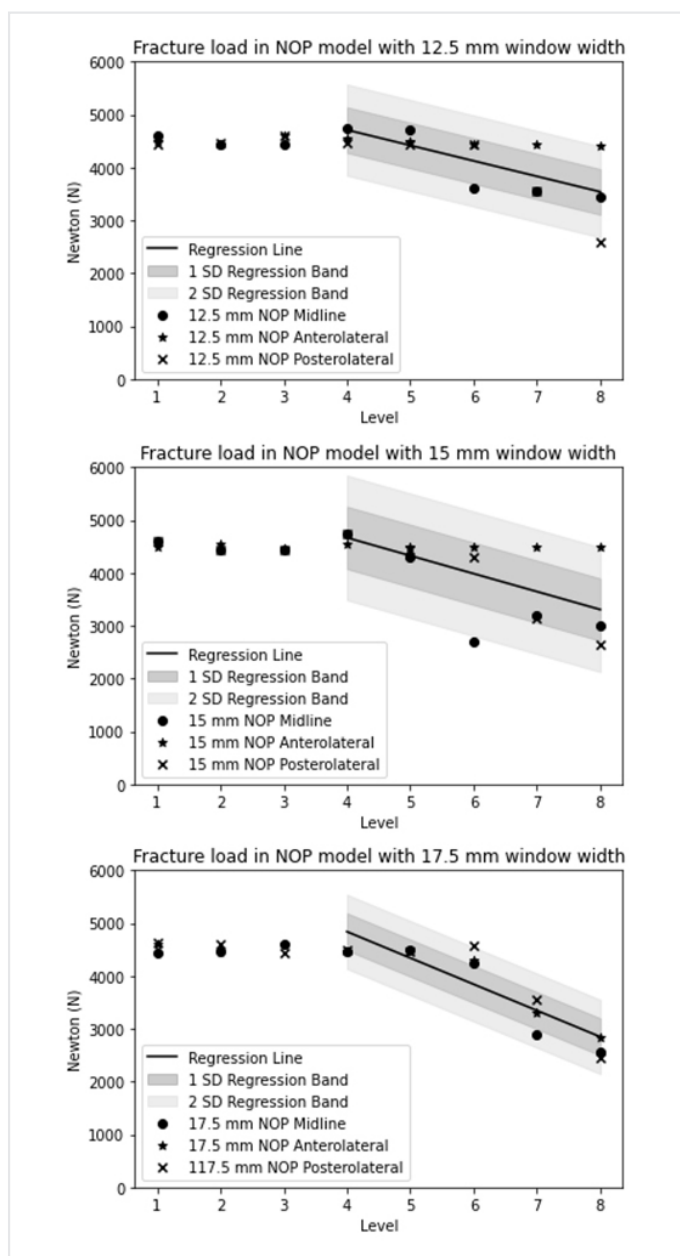 Fracture load in NOP model with 12.5 mm window width
6000
5000
4000
3000
2000
1000
0
Newton (N)
Regression Line
1 SD Regression Band
2 SD Regression Band
12.5 mm NOP Midline
12.5 mm NOP Anterolateral
12.5 mm NOP Posterolateral
1 2 3 4 5 6 7 8
Level
Fracture load in NOP model with 15 mm window width
6000
5000
4000
3000
2000
1000
0
Newton (N)
Regression Line
1 SD Regression Band
2 SD Regression Band
15 mm NOP Midline
15 mm NOP Anterolateral
15 mm NOP Posterolateral
1 2 3 4 5 6 7 8
Level
Fracture load in NOP model with 17.5 mm window width
6000
5000
4000
3000
2000
1000
0
Newton (N)
Regression Line
1 SD Regression Band
2 SD Regression Band
17.5 mm NOP Midline
17.5 mm NOP Anterolateral
117.5 mm NOP Posterolateral
1 2 3 4 5 6 7 8
Level